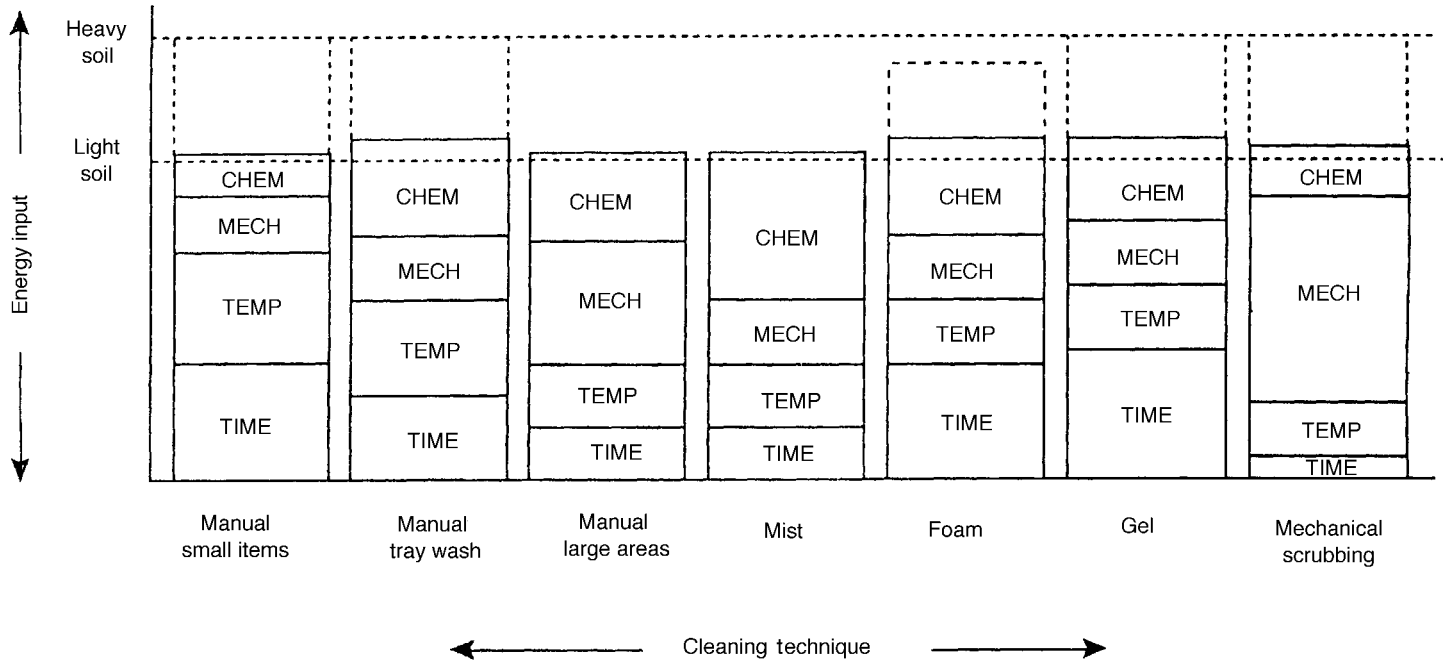 Heavy
soil
Light
soil
Energy input
CHEM
MECH
TEMP
TIME
CHEM
MECH
TEMP
TIME
CHEM
MECH
TEMP
TIME
CHEM
MECH
TEMP
TIME
CHEM
MECH
TEMP
TIME
CHEM
MECH
TEMP
TIME
CHEM
MECH
TEMP
TIME
Manual
small items
Manual
tray wash
Manual
large areas
Mist
Foam
Gel
Mechanical
scrubbing
Cleaning technique